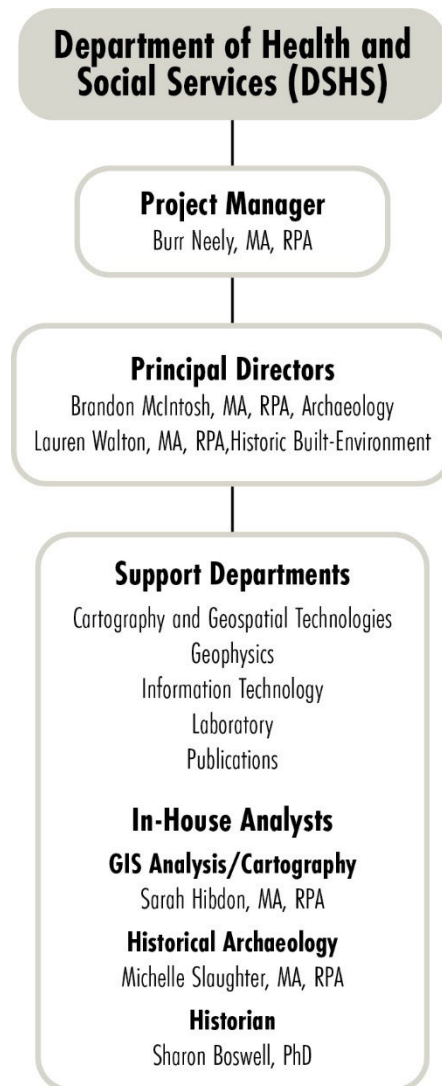 Department of Health and
Social Services (DSHS)
Project Manager
Burr Neely, MA, RPA
Principal Directors
Brandon McIntosh, MA, RPA, Archaeology
Lauren Walton, MA, RPA,Historic Built-Environment
Support Departments
Cartography and Geospatial Technologies
Geophysics
Information Technology
Laboratory
Publications
In-House Analysts
GIS Analysis/Cartography
Sarah Hibdon, MA, RPA
Historical Archaeology
Michelle Slaughter, MA, RPA
Historian
Sharon Boswell, PhD